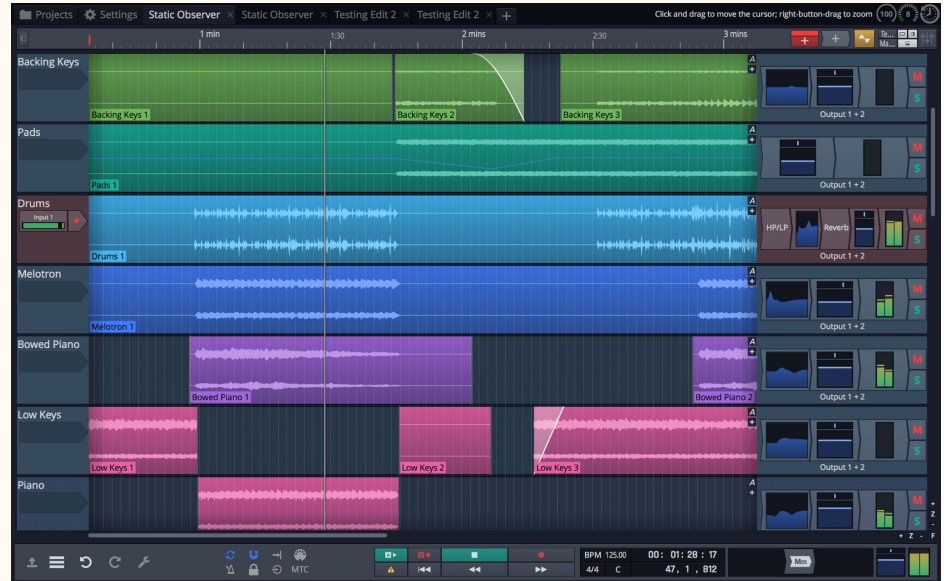 Projects Settings Static Observer × Static Observer × Testing Edit 2 × Testing Edit 2 × +
Click and drag to move the cursor; right-button-drag to zoom 100 8
1 min 1:30 2 mins 2:30 3 mins
+ + Te...
Ma...
Backing Keys
A
+
M
S
Backing Keys 1 Backing Keys 2 Backing Keys 3 Output 1 + 2
Pads
A
+
M
S
Pads 1 Output 1 + 2
Drums
A
+
Input 1
HP/LP Reverb
M
S
Drums 1 Output 1 + 2
Melotron
A
+
M
S
Melotron 1 Output 1 + 2
Bowed Piano
A
+
M
S
Bowed Piano 1 Bowed Piano 2 Output 1 + 2
Low Keys
A
+
M
S
Low Keys 1 Low Keys 2 Low Keys 3 Output 1 + 2
Piano
A
+
M
S
+
Z
-
+ Z - F
BPM 125.00 00: 01: 28 : 17
MTC 4/4 C 47, 1 , 812